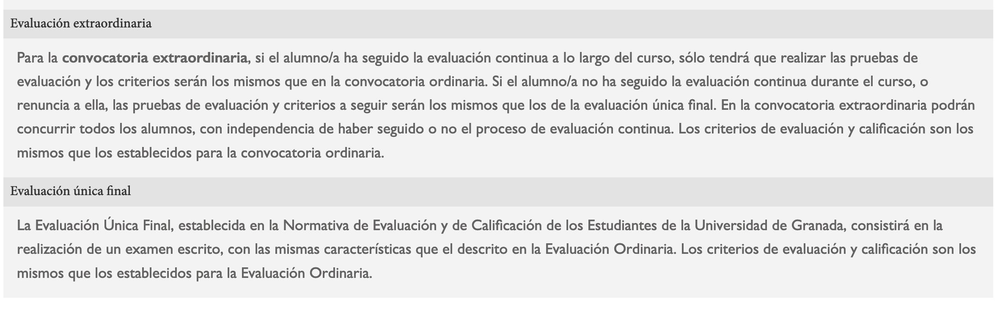 Evaluación extraordinaria
Para la convocatoria extraordinaria, si el alumno/a ha seguido la evaluación continua a lo largo del curso, sólo tendrá que realizar las pruebas de
evaluación y los criterios serán los mismos que en la convocatoria ordinaria. Si el alumno/a no ha seguido la evaluación continua durante el curso, o
renuncia a ella, las pruebas de evaluación y criterios a seguir serán los mismos que los de la evaluación única final. En la convocatoria extraordinaria podrán
concurrir todos los alumnos, con independencia de haber seguido o no el proceso de evaluación continua. Los criterios de evaluación y calificación son los
mismos que los establecidos para la convocatoria ordinaria.
Evaluación única final
La Evaluación Única Final, establecida en la Normativa de Evaluación y de Calificación de los Estudiantes de la Universidad de Granada, consistirá en la
realización de un examen escrito, con las mismas características que el descrito en la Evaluación Ordinaria. Los criterios de evaluación y calificación son los
mismos que los establecidos para la Evaluación Ordinaria.